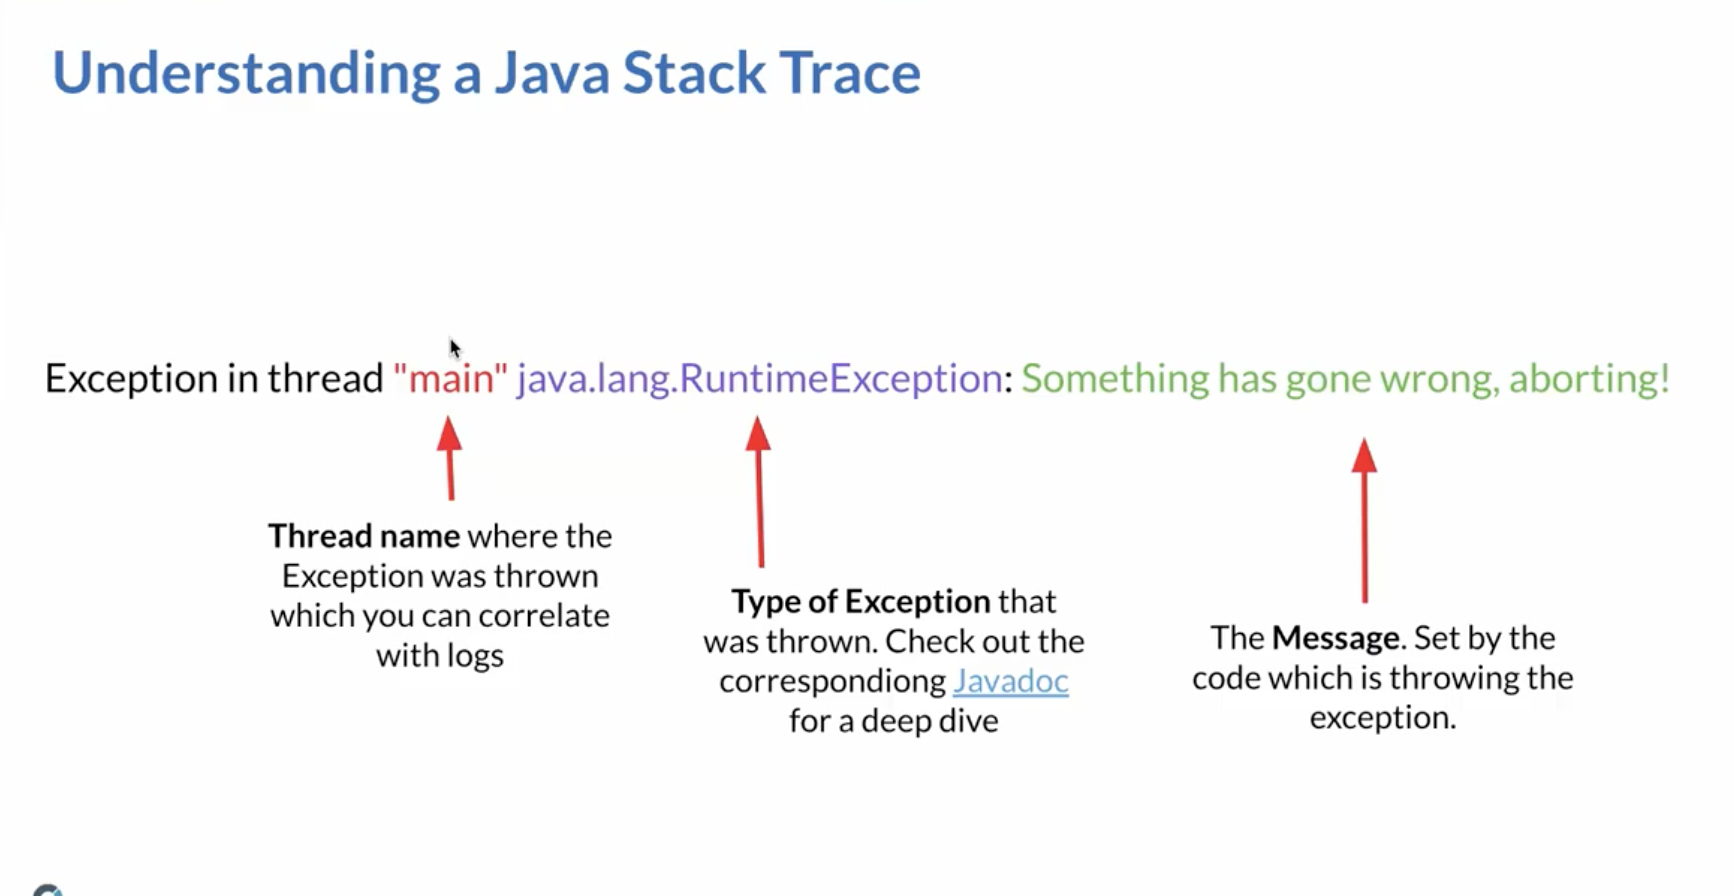 Understanding a Java Stack Trace
Exception in thread "main" java.lang.RuntimeException: Something has gone wrong, aborting!
Thread name where the
Exception was thrown
which you can correlate
with logs
Type of Exception that
was thrown. Check out the
correspondiong Javadoc
for a deep dive
The Message. Set by the
code which is throwing the
exception.